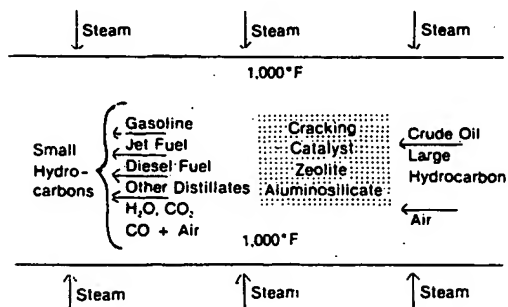 Steam Steam Steam
1,000°F
Gasoline
Jet Fuel
Diesel Fuel
Other Distillates
H₂O, CO₂
CO + Air
Small
Hydro-
carbons
Cracking
Catalyst
Zeolite
Aluminosilicate
Crude Oil
Large
Hydrocarbon
Air
1,000°F
Steam Steam Steam